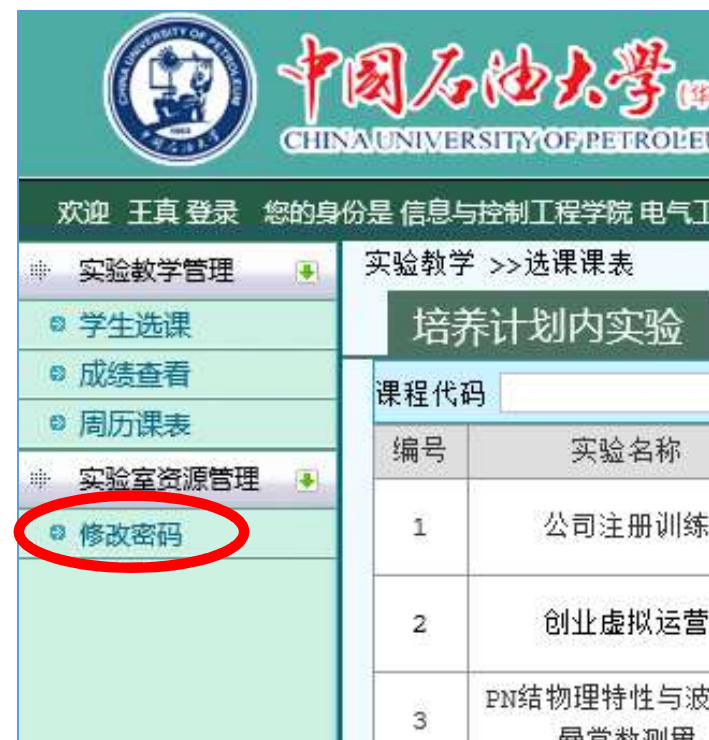 中国石油大学
CHINA UNIVERSITY OF PETROLEU
欢迎 王真 登录 您的身份是 信息与控制工程学院 电气工
实验教学管理
学生选课
成绩查看
周历课表
实验室资源管理
修改密码
实验教学 >>选课课表
培养计划内实验
课程代码
编号 实验名称
1 公司注册训练
2 创业虚拟运营
3 PN结物理特性与波